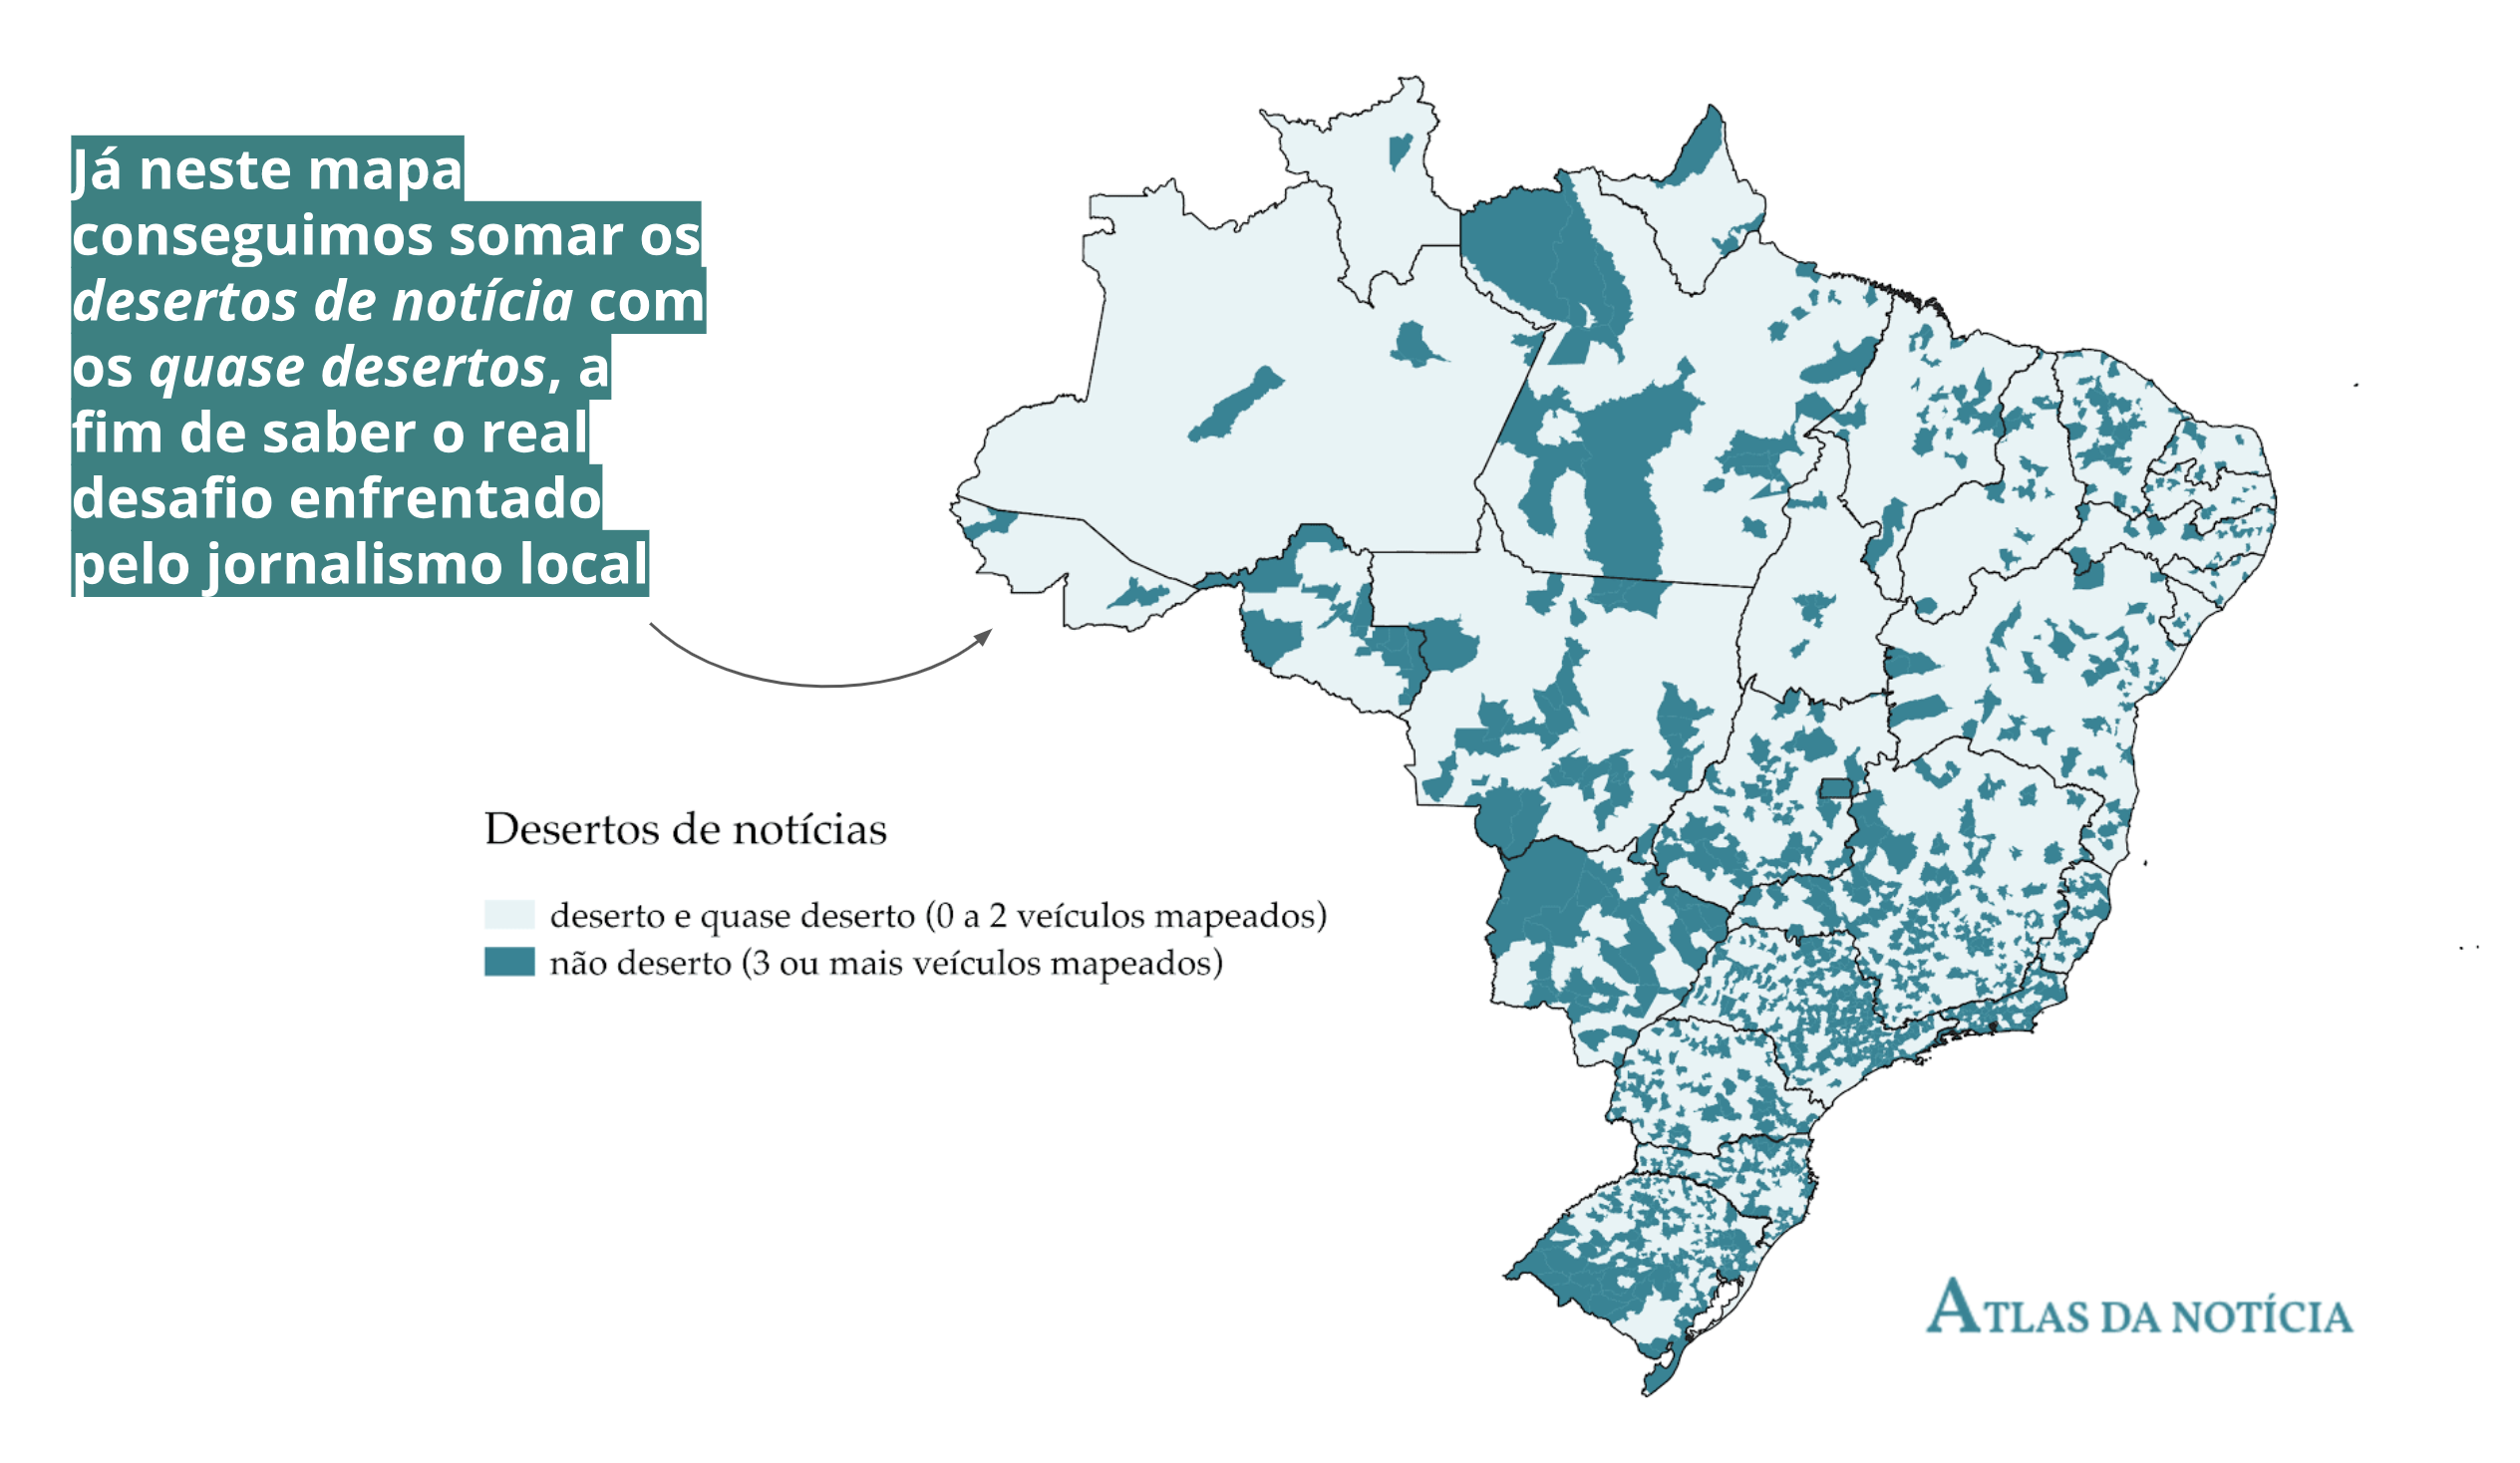 Já neste mapa
conseguimos somar os
desertos de notícia com
os quase desertos, a
fim de saber o real
desafio enfrentado
pelo jornalismo local
Desertos de notícias
deserto e quase deserto (0 a 2 veículos mapeados)
não deserto (3 ou mais veículos mapeados)
ATLAS DA NOTÍCIA